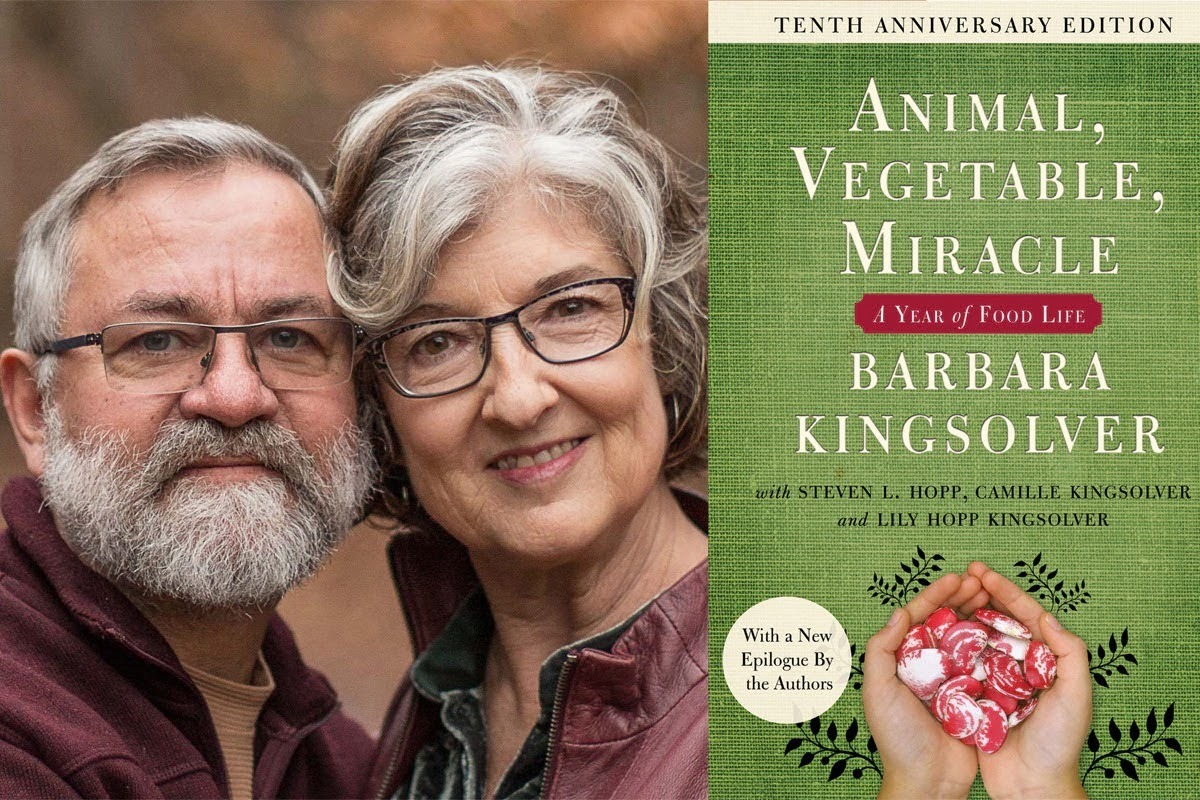 TENTH ANNIVERSARY EDITION
ANIMAL,
VEGETABLE,
MIRACLE
A YEAR of FOOD LIFE
BARBARA
KINGSOLVER
with STEVEN L. HOPP, CAMILLE KINGSOLVER
and LILY HOPP KINGSOLVER
With a New
Epilogue By
the Authors